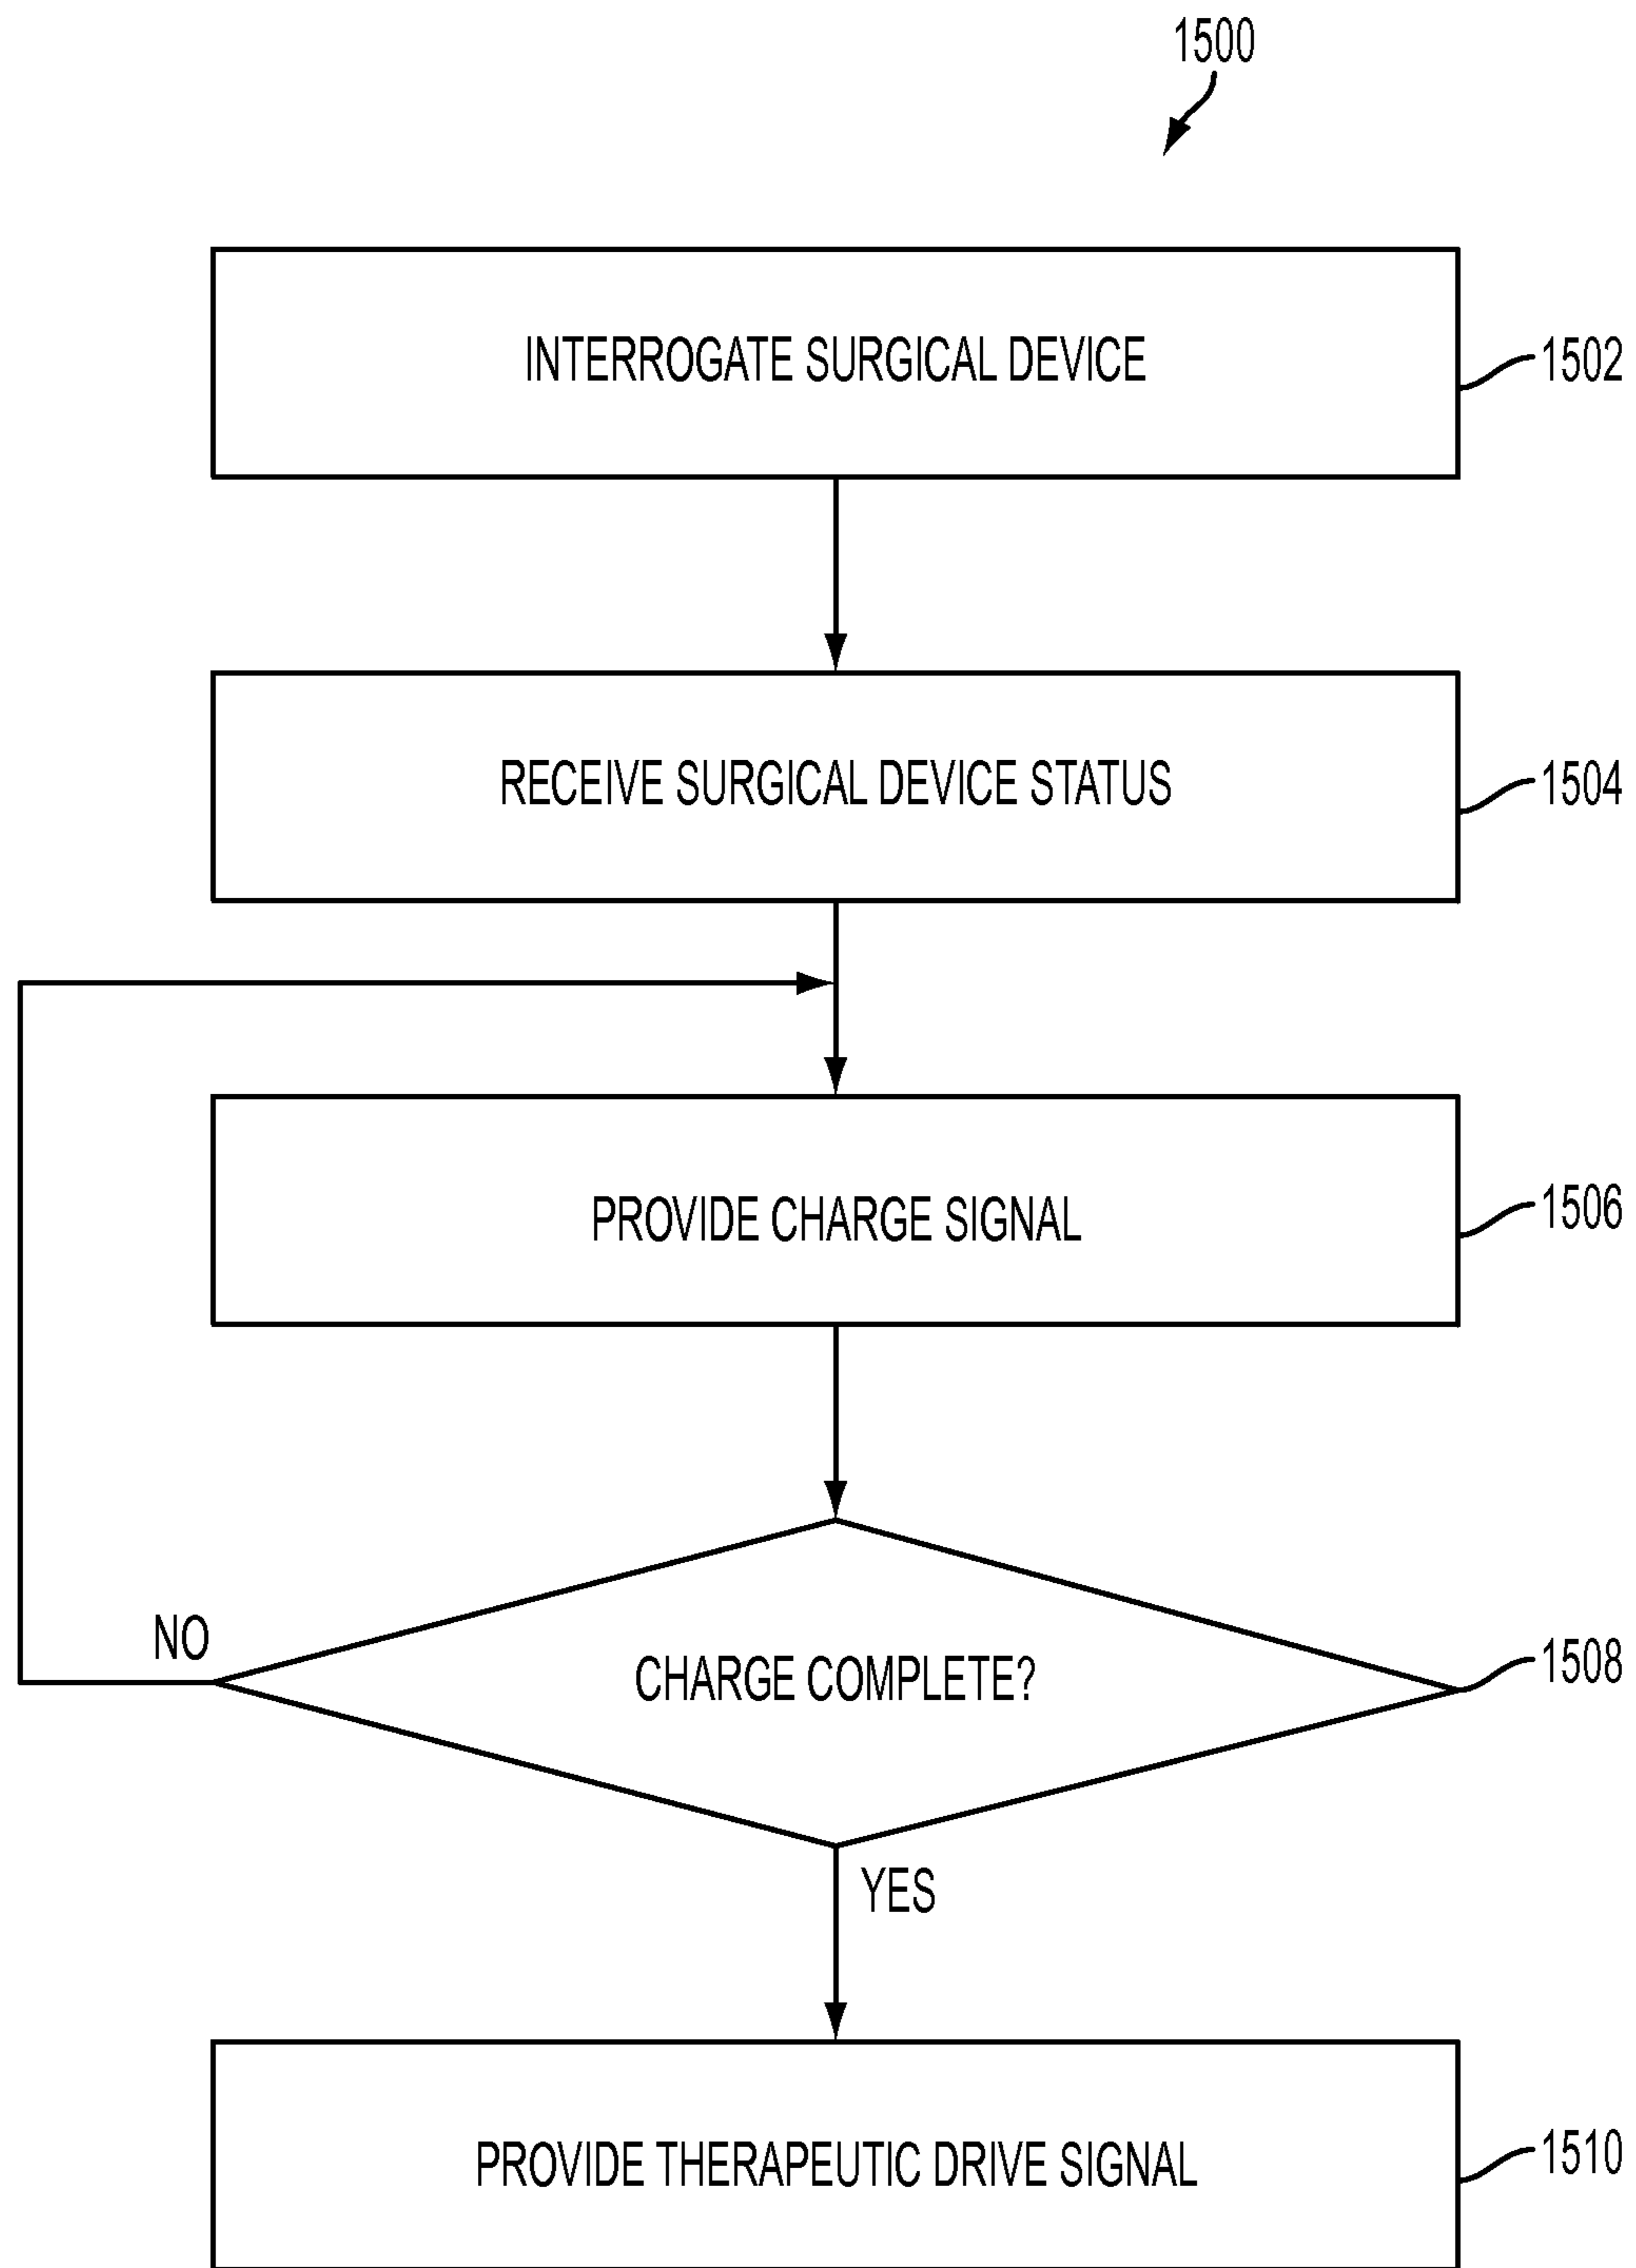 1500
INTERROGATE SURGICAL DEVICE
1502
RECEIVE SURGICAL DEVICE STATUS
1504
PROVIDE CHARGE SIGNAL
1506
NO
CHARGE COMPLETE?
1508
YES
PROVIDE THERAPEUTIC DRIVE SIGNAL
1510